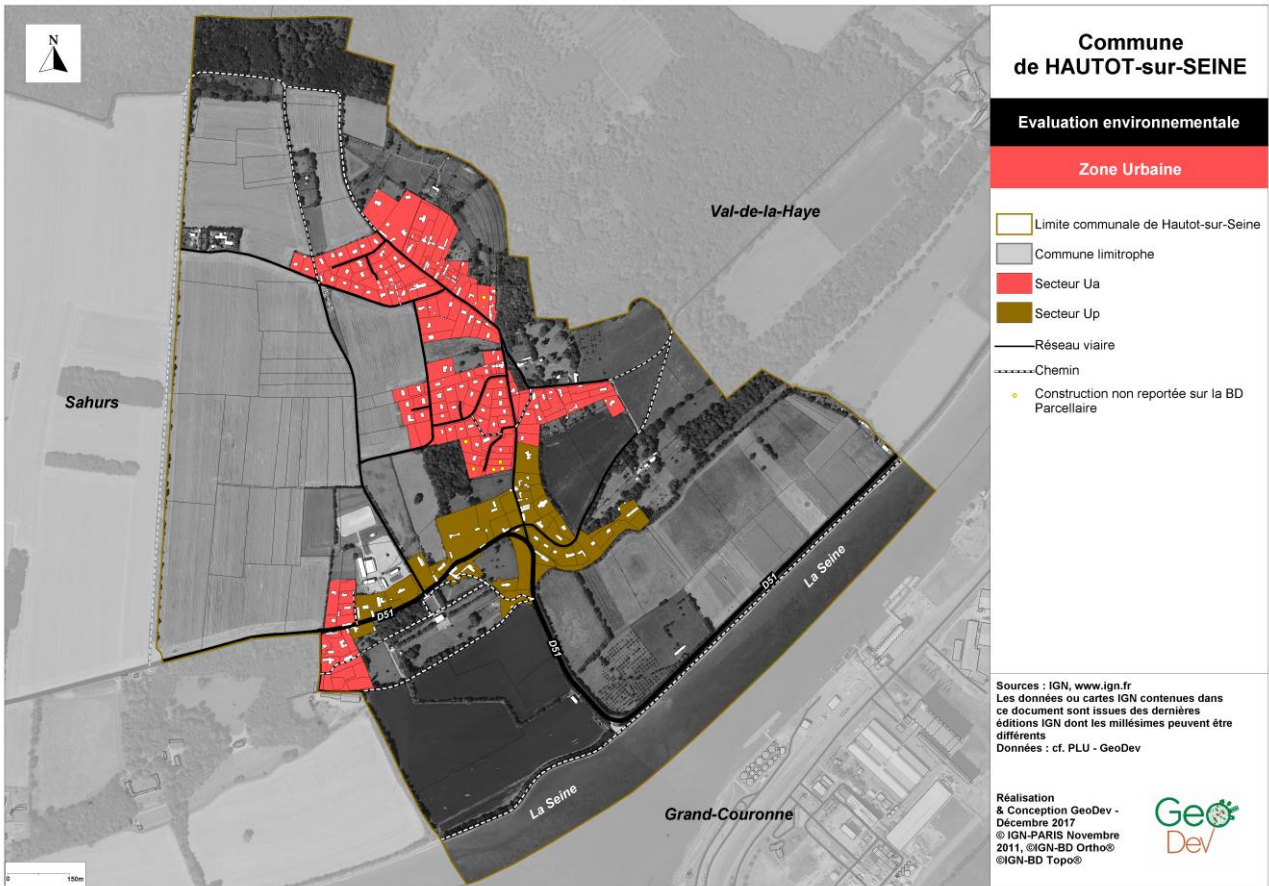 N
Val-de-la-Haye
Sahurs
D51
D51
D51
La Seine
La Seine
Grand-Couronne
0 150m
Commune
de HAUTOT-sur-SEINE
Evaluation environnementale
Zone Urbaine
Limite communale de Hautot-sur-Seine
Commune limitrophe
Secteur Ua
Secteur Up
Réseau viaire
Chemin
Construction non reportée sur la BD
Parcellaire
Sources : IGN, www.ign.fr
Les données ou cartes IGN contenues dans
ce document sont issues des dernières
éditions IGN dont les millésimes peuvent être
différents
Données : cf. PLU - GeoDev
Réalisation
& Conception GeoDev -
Décembre 2017
© IGN-PARIS Novembre
2011, ©IGN-BD Ortho®
©IGN-BD Topo®
Geo
Dev